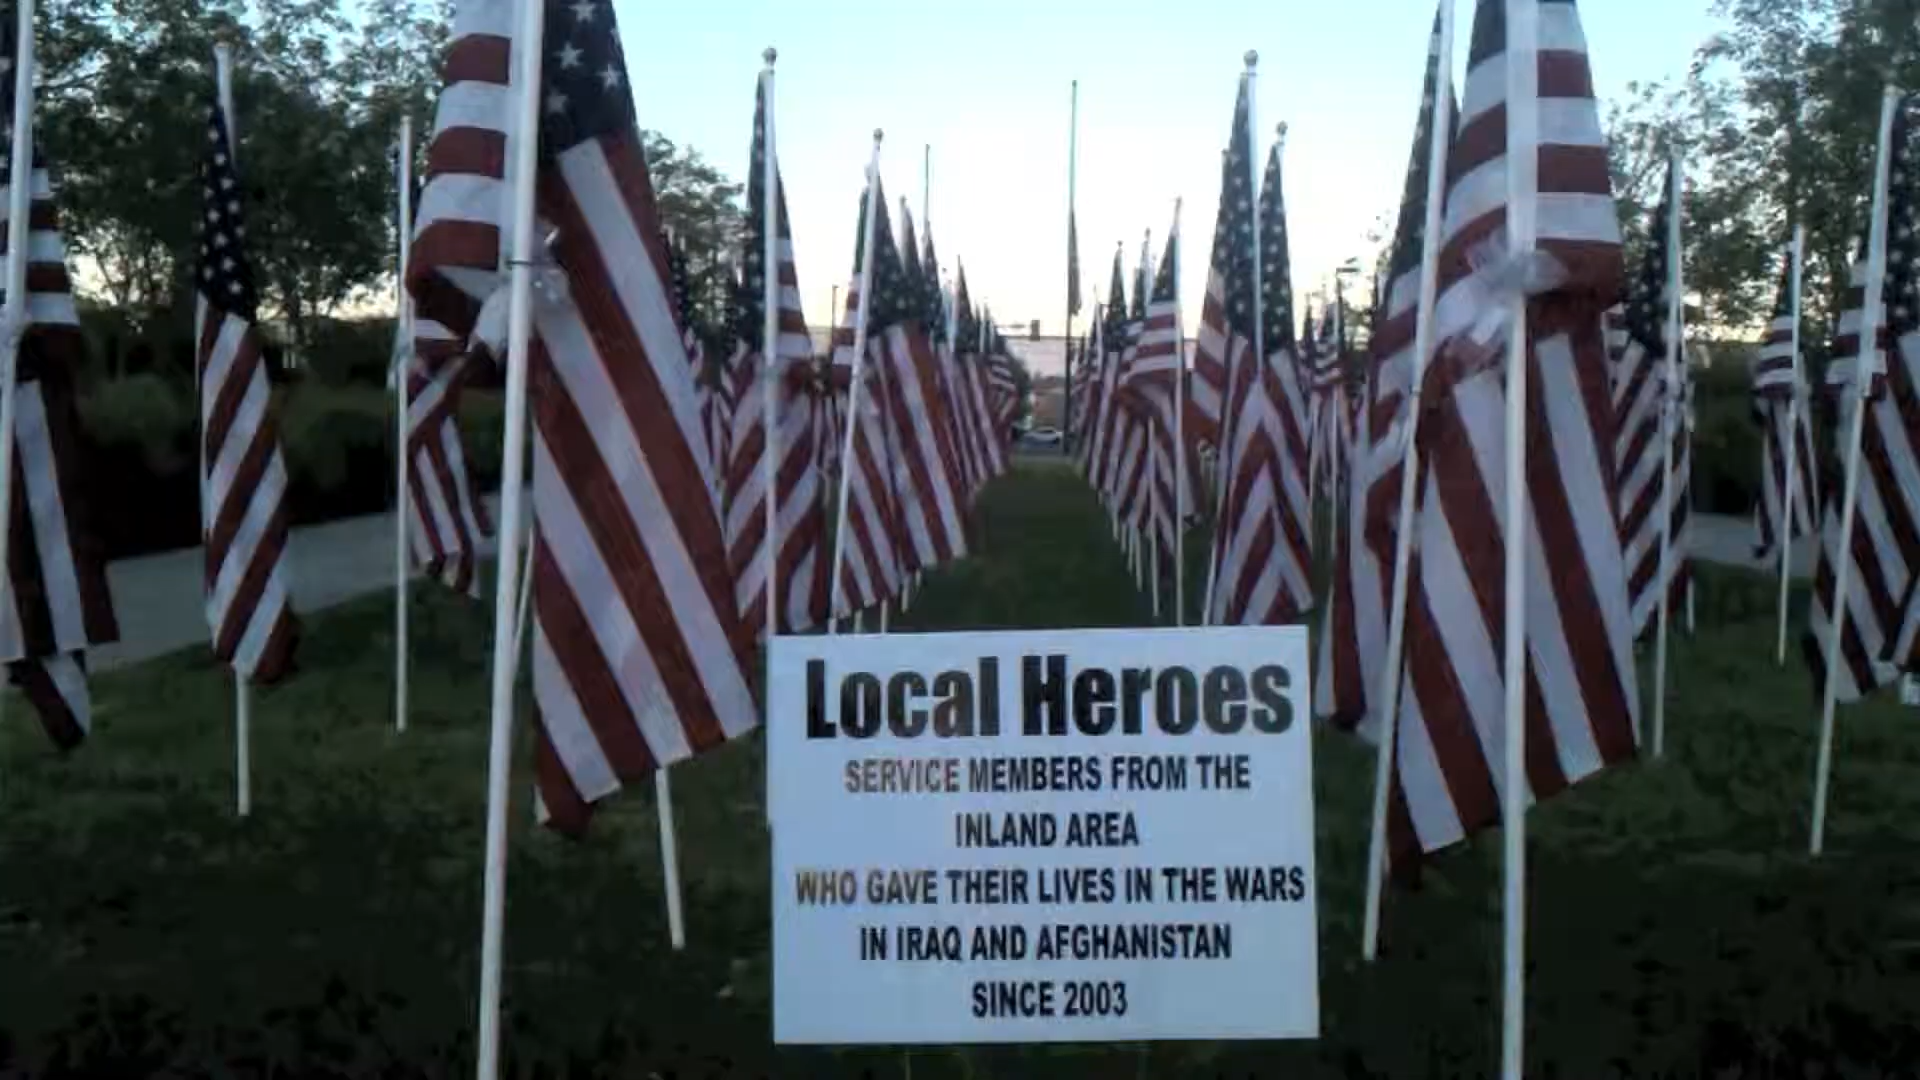 Local Heroes
SERVICE MEMBERS FROM THE
INLAND AREA
WHO GAVE THEIR LIVES IN THE WARS
IN IRAQ AND AFGHANISTAN
SINCE 2003